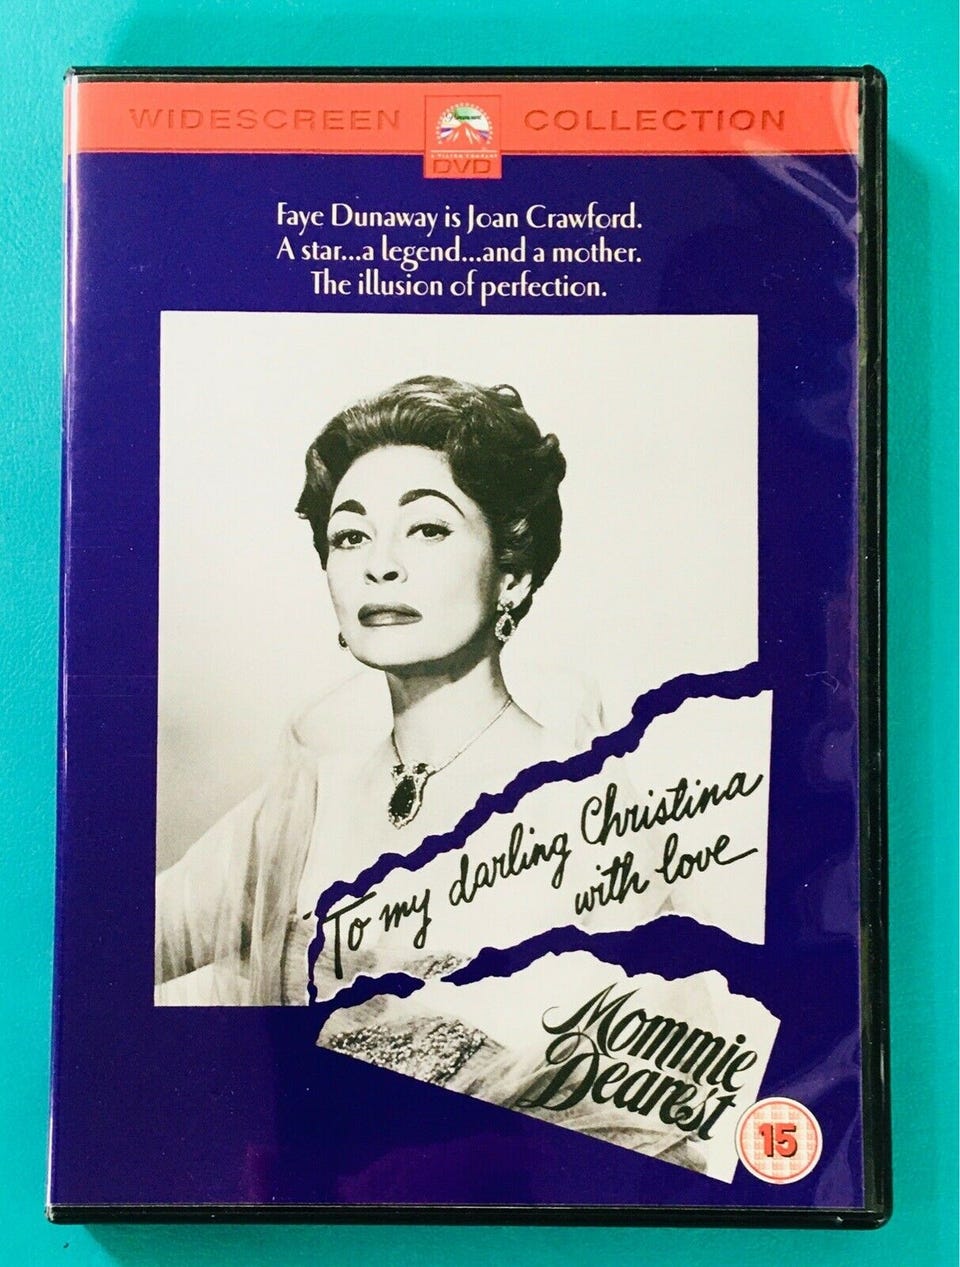 WIDESCREEN COLLECTION
Paramount
DVD
Faye Dunaway is Joan Crawford.
A star...a legend...and a mother.
The illusion of perfection.
To my darling Christina
with love
Mommie
Dearest
15